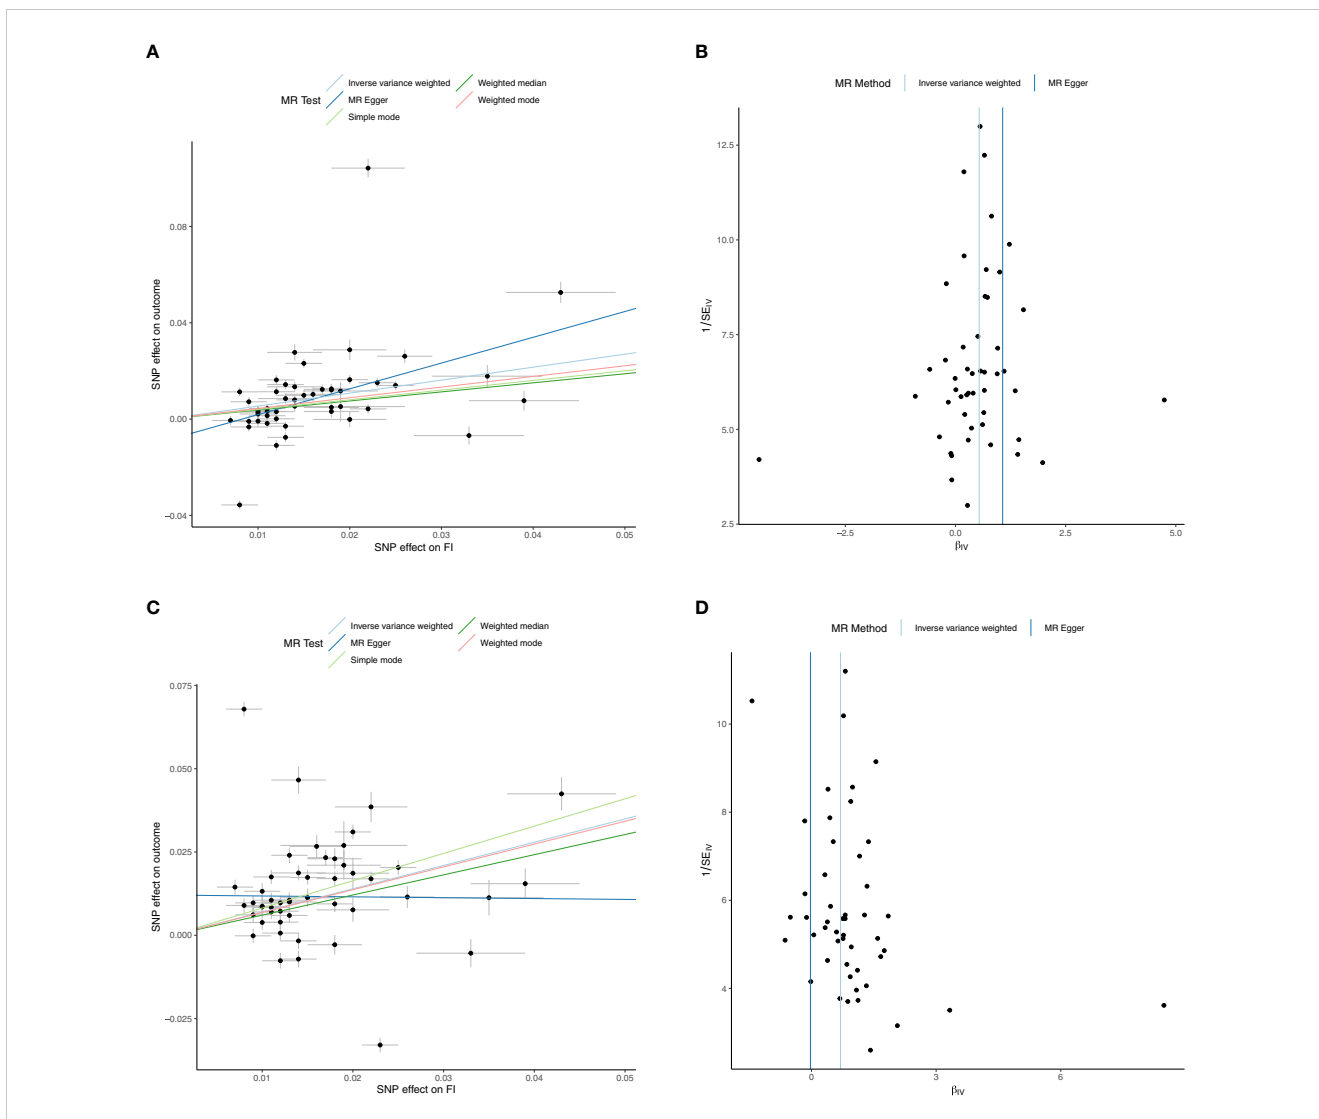 A
Inverse variance weighted
Weighted median
MR Test
MR Egger
Weighted mode
Simple mode
0.08
0.04
0.00
−0.04
SNP effect on outcome
0.01
0.02
0.03
0.04
0.05
SNP effect on FI
B
MR Method
Inverse variance weighted
MR Egger
12.5
10.0
7.5
5.0
2.5
1/SE_IV
−2.5
0.0
2.5
5.0
β_IV
C
Inverse variance weighted
Weighted median
MR Test
MR Egger
Weighted mode
Simple mode
0.075
0.050
0.025
0.000
−0.025
SNP effect on outcome
0.01
0.02
0.03
0.04
0.05
SNP effect on FI
D
MR Method
Inverse variance weighted
MR Egger
10
8
6
4
1/SE_IV
0
3
6
β_IV